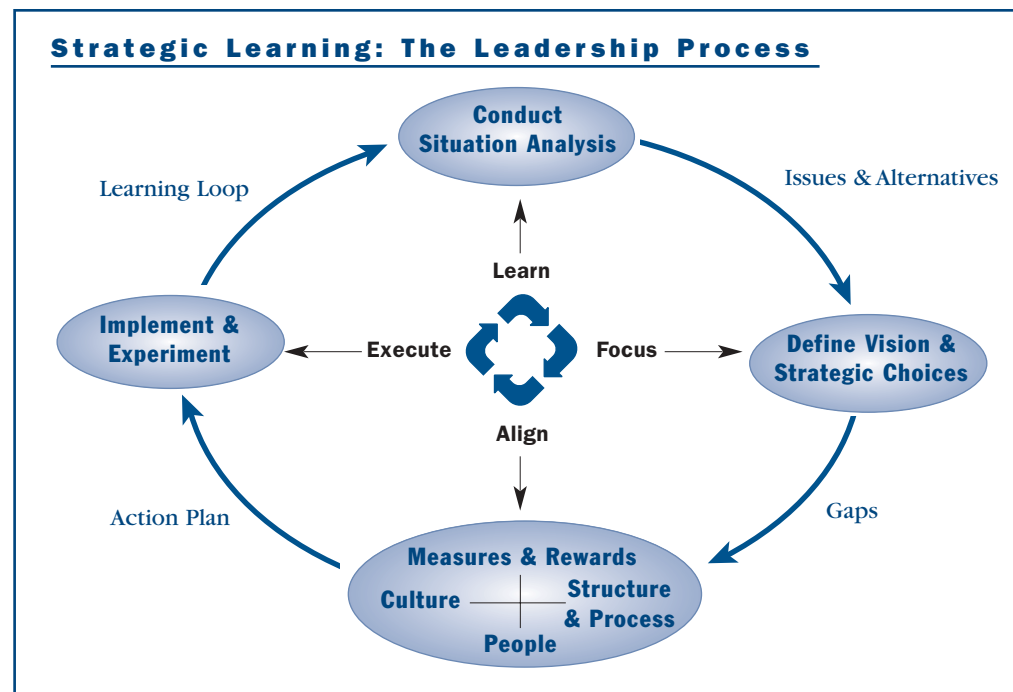 Strategic Learning: The Leadership Process
Conduct
Situation Analysis
Learning Loop
Issues & Alternatives
Learn
Implement &
Experiment
Execute
Focus
Define Vision &
Strategic Choices
Align
Action Plan
Gaps
Measures & Rewards
Culture
Structure
& Process
People